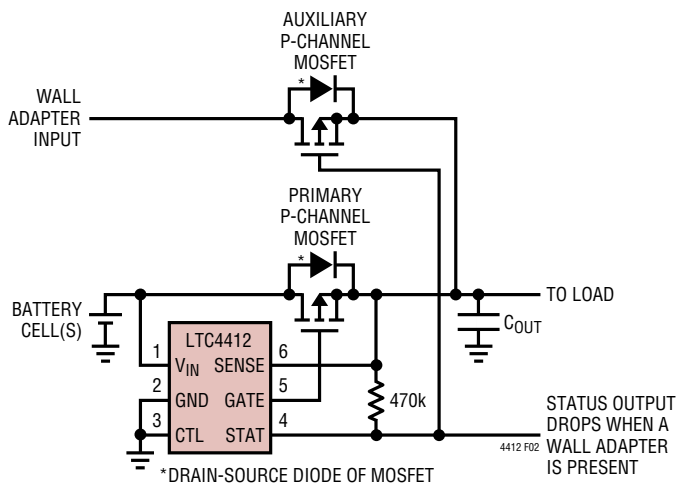 AUXILIARY
P-CHANNEL
MOSFET
*
WALL
ADAPTER
INPUT
PRIMARY
P-CHANNEL
MOSFET
*
BATTERY
CELL(S)
TO LOAD
COUT
LTC4412
1 VIN SENSE 6
2 GND GATE 5
3 CTL STAT 4
470k
STATUS OUTPUT
DROPS WHEN A
WALL ADAPTER
IS PRESENT
4412 F02
*DRAIN-SOURCE DIODE OF MOSFET